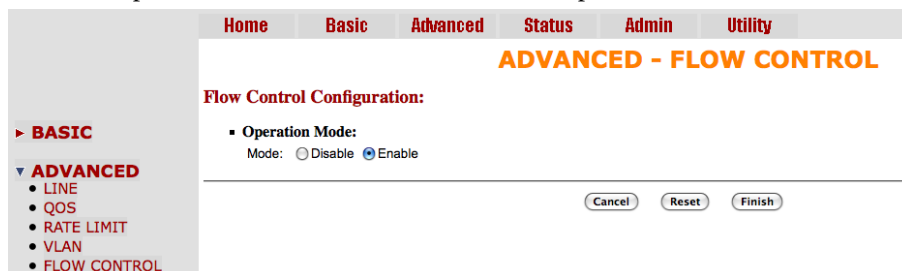 Home Basic Advanced Status Admin Utility
ADVANCED - FLOW CONTROL
Flow Control Configuration:
Operation Mode:
Mode: Disable Enable
Cancel Reset Finish
BASIC
ADVANCED
LINE
QOS
RATE LIMIT
VLAN
FLOW CONTROL